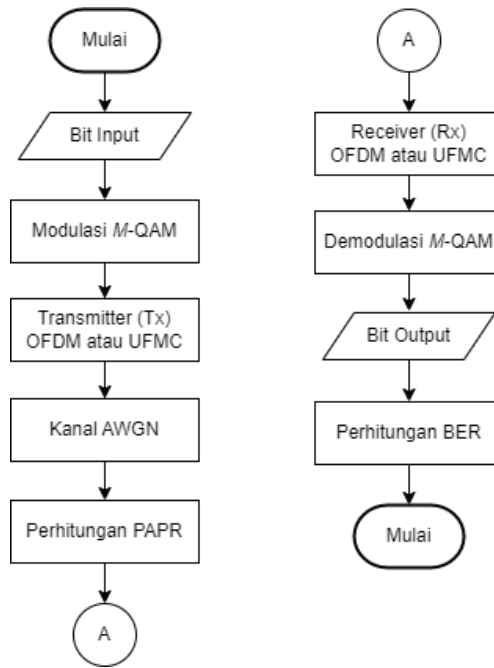 Mulai
Bit Input
Modulasi M-QAM
Transmitter (Tx)
OFDM atau UFMC
Kanal AWGN
Perhitungan PAPR
A
A
Receiver (Rx)
OFDM atau UFMC
Demodulasi M-QAM
Bit Output
Perhitungan BER
Mulai